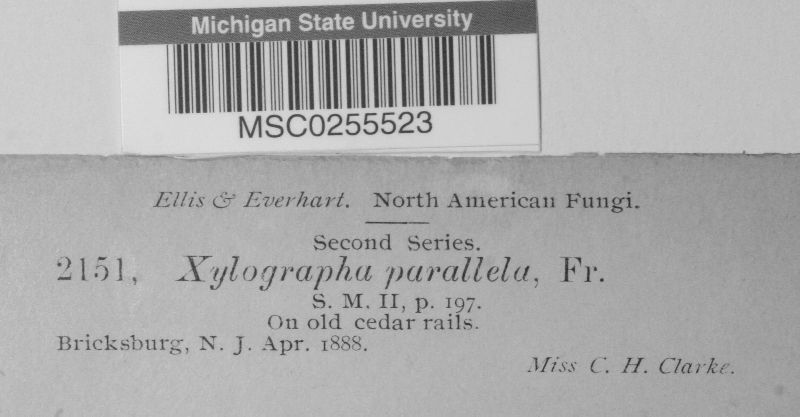 Michigan State University
MSC0255523
Ellis & Everhart. North American Fungi.
Second Series.
2151, Xylographa parallela, Fr.
S. M. II, p. 197.
On old cedar rails.
Bricksburg, N. J. Apr. 1888.
Miss C. H. Clarke.